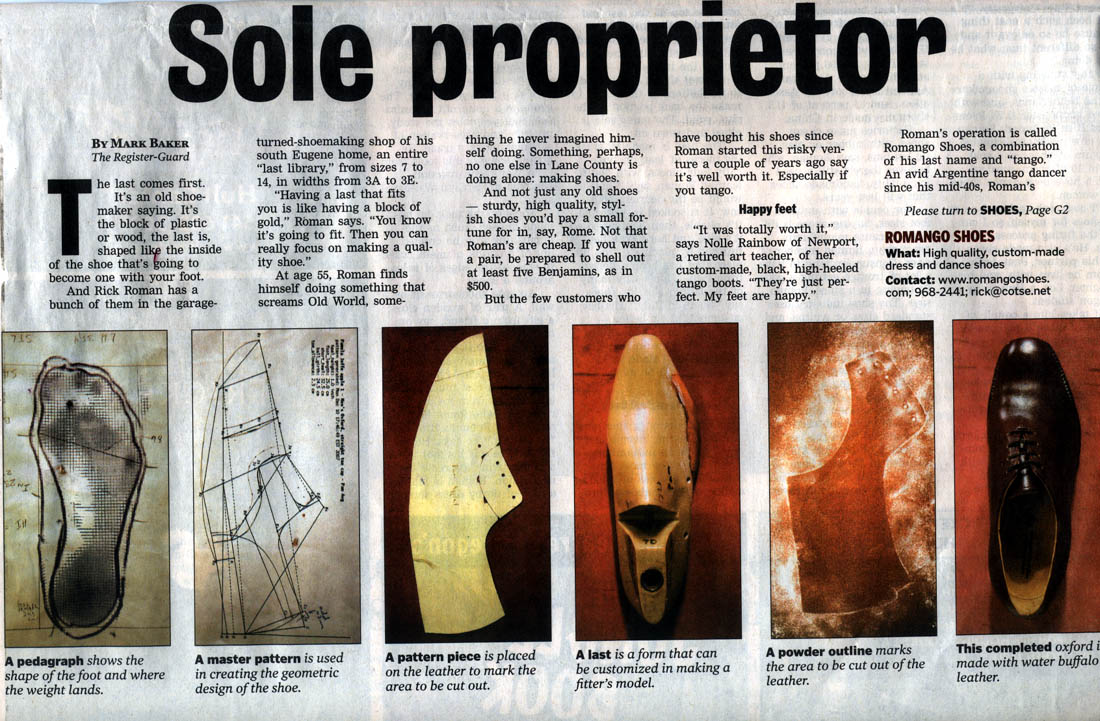 Sole proprietor
BY MARK BAKER
The Register-Guard
The last comes first.
It's an old shoe-
maker saying. It's
the block of plastic
or wood, the last is,
shaped like the inside
of the shoe that's going to
become one with your foot.
And Rick Roman has a
bunch of them in the garage-
turned-shoemaking shop of his
south Eugene home, an entire
“last library,” from sizes 7 to
14, in widths from 3A to 3E.
“Having a last that fits
you is like having a block of
gold,” Roman says. “You know
it's going to fit. Then you can
really focus on making a qual-
ity shoe.”
At age 55, Roman finds
himself doing something that
screams Old World, some-
thing he never imagined him-
self doing. Something, perhaps,
no one else in Lane County is
doing alone: making shoes.
And not just any old shoes
— sturdy, high quality, styl-
ish shoes you'd pay a small for-
tune for in, say, Rome. Not that
Roman's are cheap. If you want
a pair, be prepared to shell out
at least five Benjamins, as in
$500.
But the few customers who
have bought his shoes since
Roman started this risky ven-
ture a couple of years ago say
it's well worth it. Especially if
you tango.
Happy feet
“It was totally worth it,”
says Nolle Rainbow of Newport,
a retired art teacher, of her
custom-made, black, high-heeled
tango boots. “They're just per-
fect. My feet are happy.”
Roman's operation is called
Romango Shoes, a combination
of his last name and “tango.”
An avid Argentine tango dancer
since his mid-40s, Roman's
Please turn to SHOES, Page G2
ROMANGO SHOES
What: High quality, custom-made
dress and dance shoes
Contact: www.romangoshoes.
com; 968-2441; rick@cotse.net
A pedagraph shows the
shape of the foot and where
the weight lands.
A master pattern is used
in creating the geometric
design of the shoe.
A pattern piece is placed
on the leather to mark the
area to be cut out.
A last is a form that can
be customized in making a
fitter's model.
A powder outline marks
the area to be cut out of the
leather.
This completed oxford i
made with water buffalo
leather.